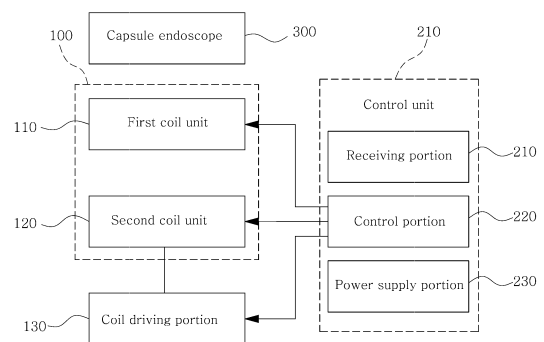 100
Capsule endoscope
300
210
Control unit
110
First coil unit
Receiving portion
210
120
Second coil unit
Control portion
220
Power supply portion
230
130
Coil driving portion